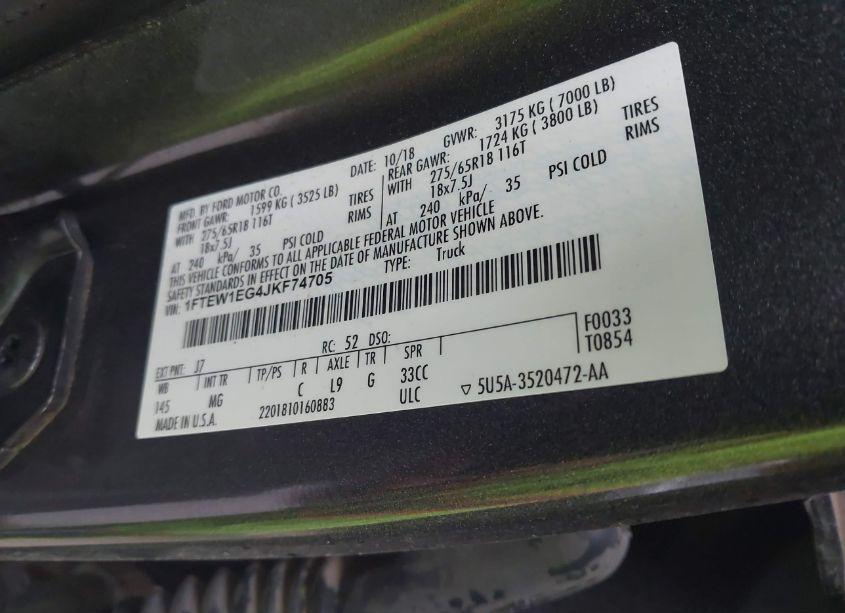 MFD. BY FORD MOTOR CO.
DATE: 10/18 GVWR: 3175 KG ( 7000 LB)
FRONT GAWR: 1599 KG ( 3525 LB)
WITH 275/65R18 116T TIRES
18x7.5J RIMS
AT 240 kPa/ 35 PSI COLD
REAR GAWR: 1724 KG ( 3800 LB)
WITH 275/65R18 116T TIRES
18x7.5J RIMS
AT 240 kPa/ 35 PSI COLD
THIS VEHICLE CONFORMS TO ALL APPLICABLE FEDERAL MOTOR VEHICLE
SAFETY STANDARDS IN EFFECT ON THE DATE OF MANUFACTURE SHOWN ABOVE.
VIN: 1FTEW1EG4JKF74705 TYPE: Truck
EXT PNT: J7 RC: 52 DSO:
WB INT TR TP/PS R AXLE TR SPR
145 MG C L9 G 33CC
ULC
F0033
T0854
MADE IN U.S.A. 2201810160883
▽ 5U5A-3520472-AA